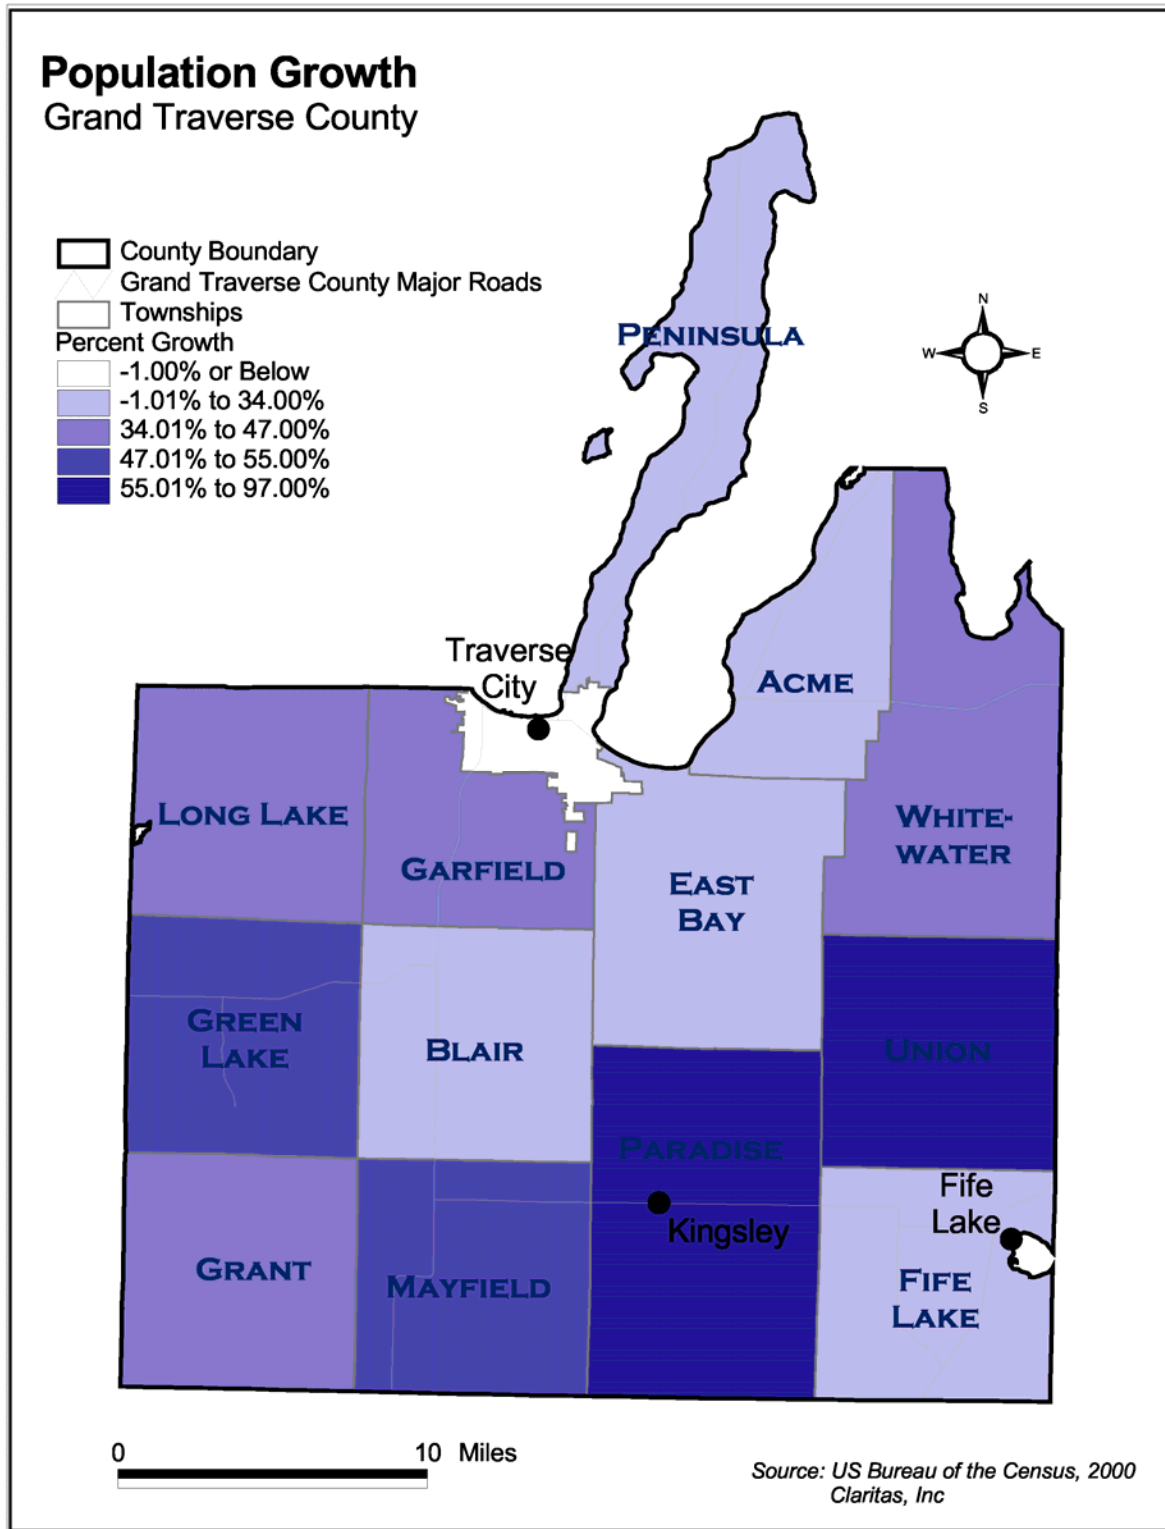 Population Growth
Grand Traverse County
County Boundary
Grand Traverse County Major Roads
Townships
Percent Growth
-1.00% or Below
-1.01% to 34.00%
34.01% to 47.00%
47.01% to 55.00%
55.01% to 97.00%
N
W
E
S
PENINSULA
Traverse
City
ACME
LONG LAKE
GARFIELD
WHITE-
WATER
EAST
BAY
GREEN
LAKE
BLAIR
UNION
PARADISE
Kingsley
Fife
Lake
GRANT
MAYFIELD
FIFE
LAKE
0
10 Miles
Source: US Bureau of the Census, 2000
Claritas, Inc